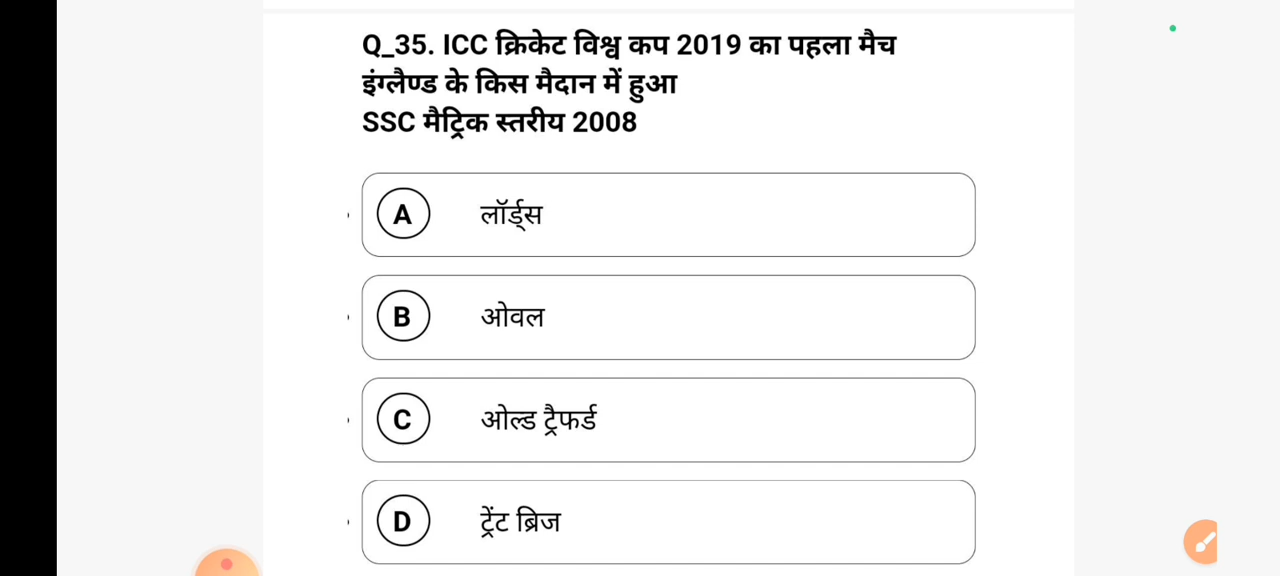 Q_35. ICC क्रिकेट विश्व कप 2019 का पहला मैच
इंग्लैण्ड के किस मैदान में हुआ
SSC मैट्रिक स्तरीय 2008
A लॉर्ड्स
B ओवल
C ओल्ड ट्रैफर्ड
D ट्रेंट ब्रिज